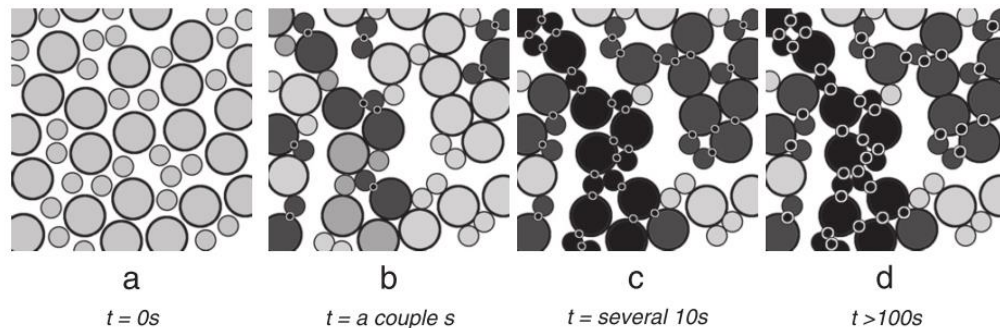 a b c d
t = 0s t = a couple s t = several 10s t >100s